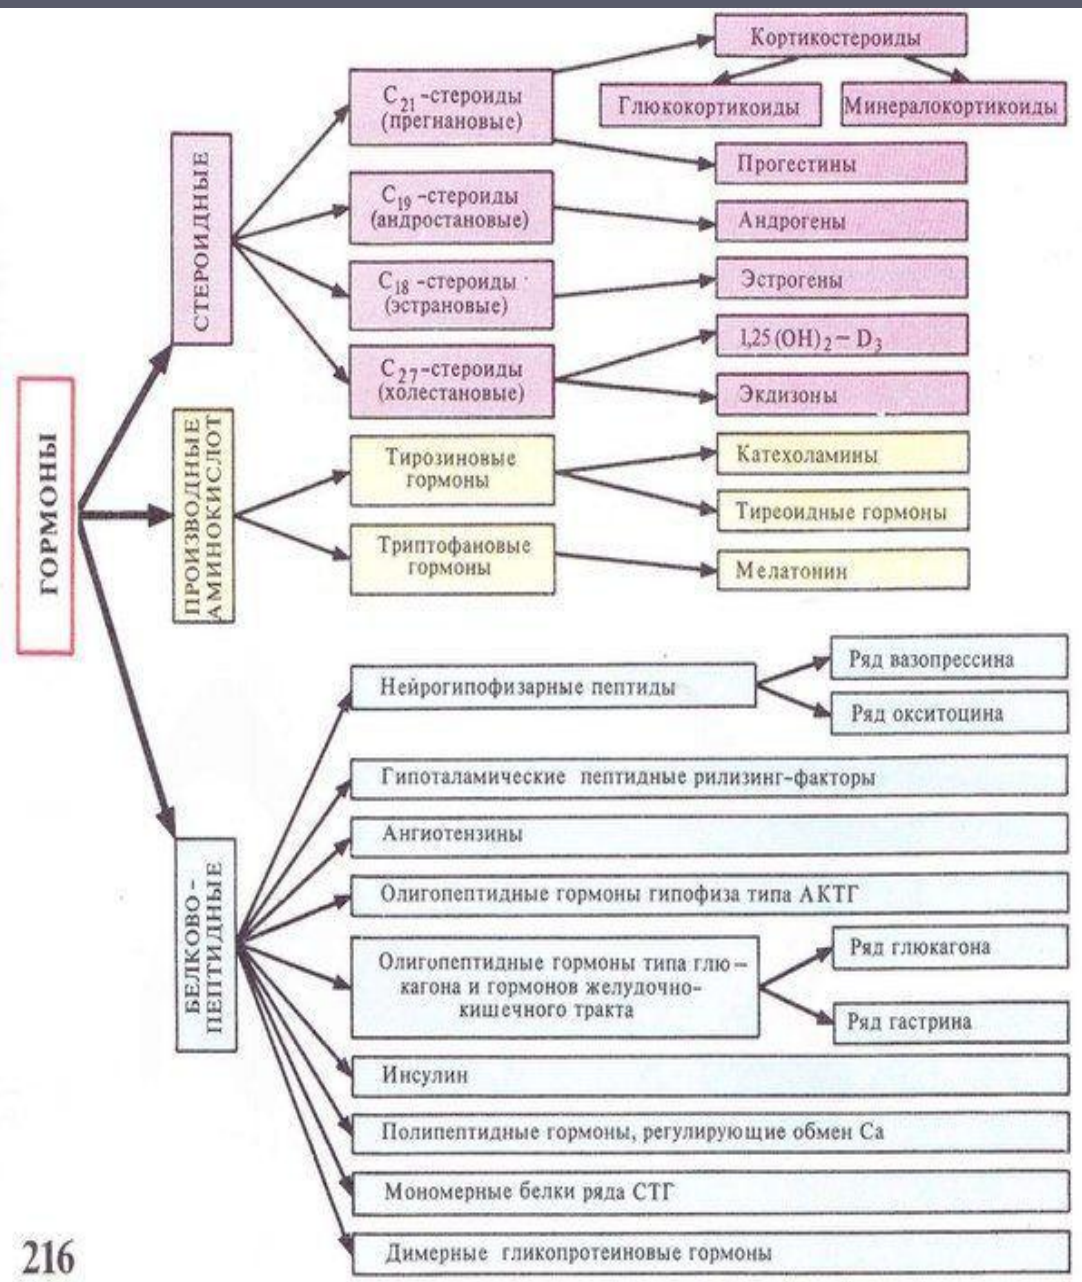 ГОРМОНЫ
СТЕРОИДНЫЕ
C21-стероиды
(прегнановые)
Кортикостероиды
Глюкокортикоиды
Минералокортикоиды
Прогестины
C19-стероиды
(андростановые)
Андрогены
C18-стероиды
(эстрановые)
Эстрогены
C27-стероиды
(холестановые)
1,25(OH)2–D3
Экдизоны
ПРОИЗВОДНЫЕ
АМИНОКИСЛОТ
Тирозиновые
гормоны
Катехоламины
Тиреоидные гормоны
Триптофановые
гормоны
Мелатонин
БЕЛКОВО-
ПЕПТИДНЫЕ
Нейрогипофизарные пептиды
Ряд вазопрессина
Ряд окситоцина
Гипоталамические пептидные рилизинг-факторы
Ангиотензины
Олигопептидные гормоны гипофиза типа АКТГ
Олигопептидные гормоны типа глю-
кагона и гормонов желудочно-
кишечного тракта
Ряд глюкагона
Ряд гастрина
Инсулин
Полипептидные гормоны, регулирующие обмен Ca
Мономерные белки ряда СТГ
Димерные гликопротеиновые гормоны
216